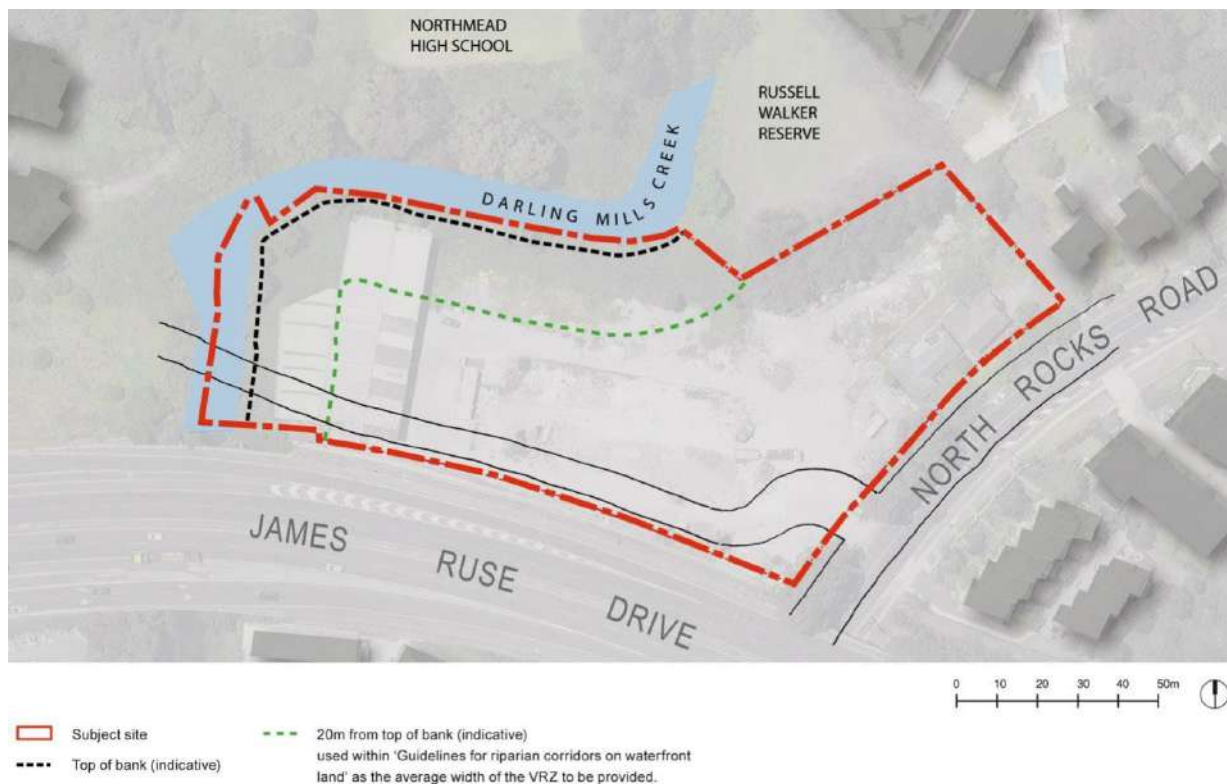 NORTHMEAD
HIGH SCHOOL
RUSSELL
WALKER
RESERVE
DARLING MILLS CREEK
NORTH ROCKS ROAD
JAMES RUSE DRIVE
0 10 20 30 40 50m
Subject site
Top of bank (indicative)
20m from top of bank (indicative)
used within 'Guidelines for riparian corridors on waterfront
land' as the average width of the VRZ to be provided.